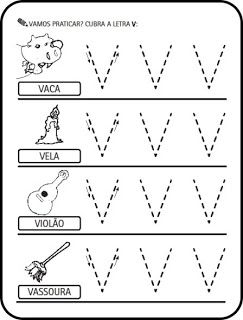 VAMOS PRATICAR? CUBRA A LETRA V:
V V V
VACA
V V V
VELA
V V V
VIOLÃO
V V V
VASSOURA